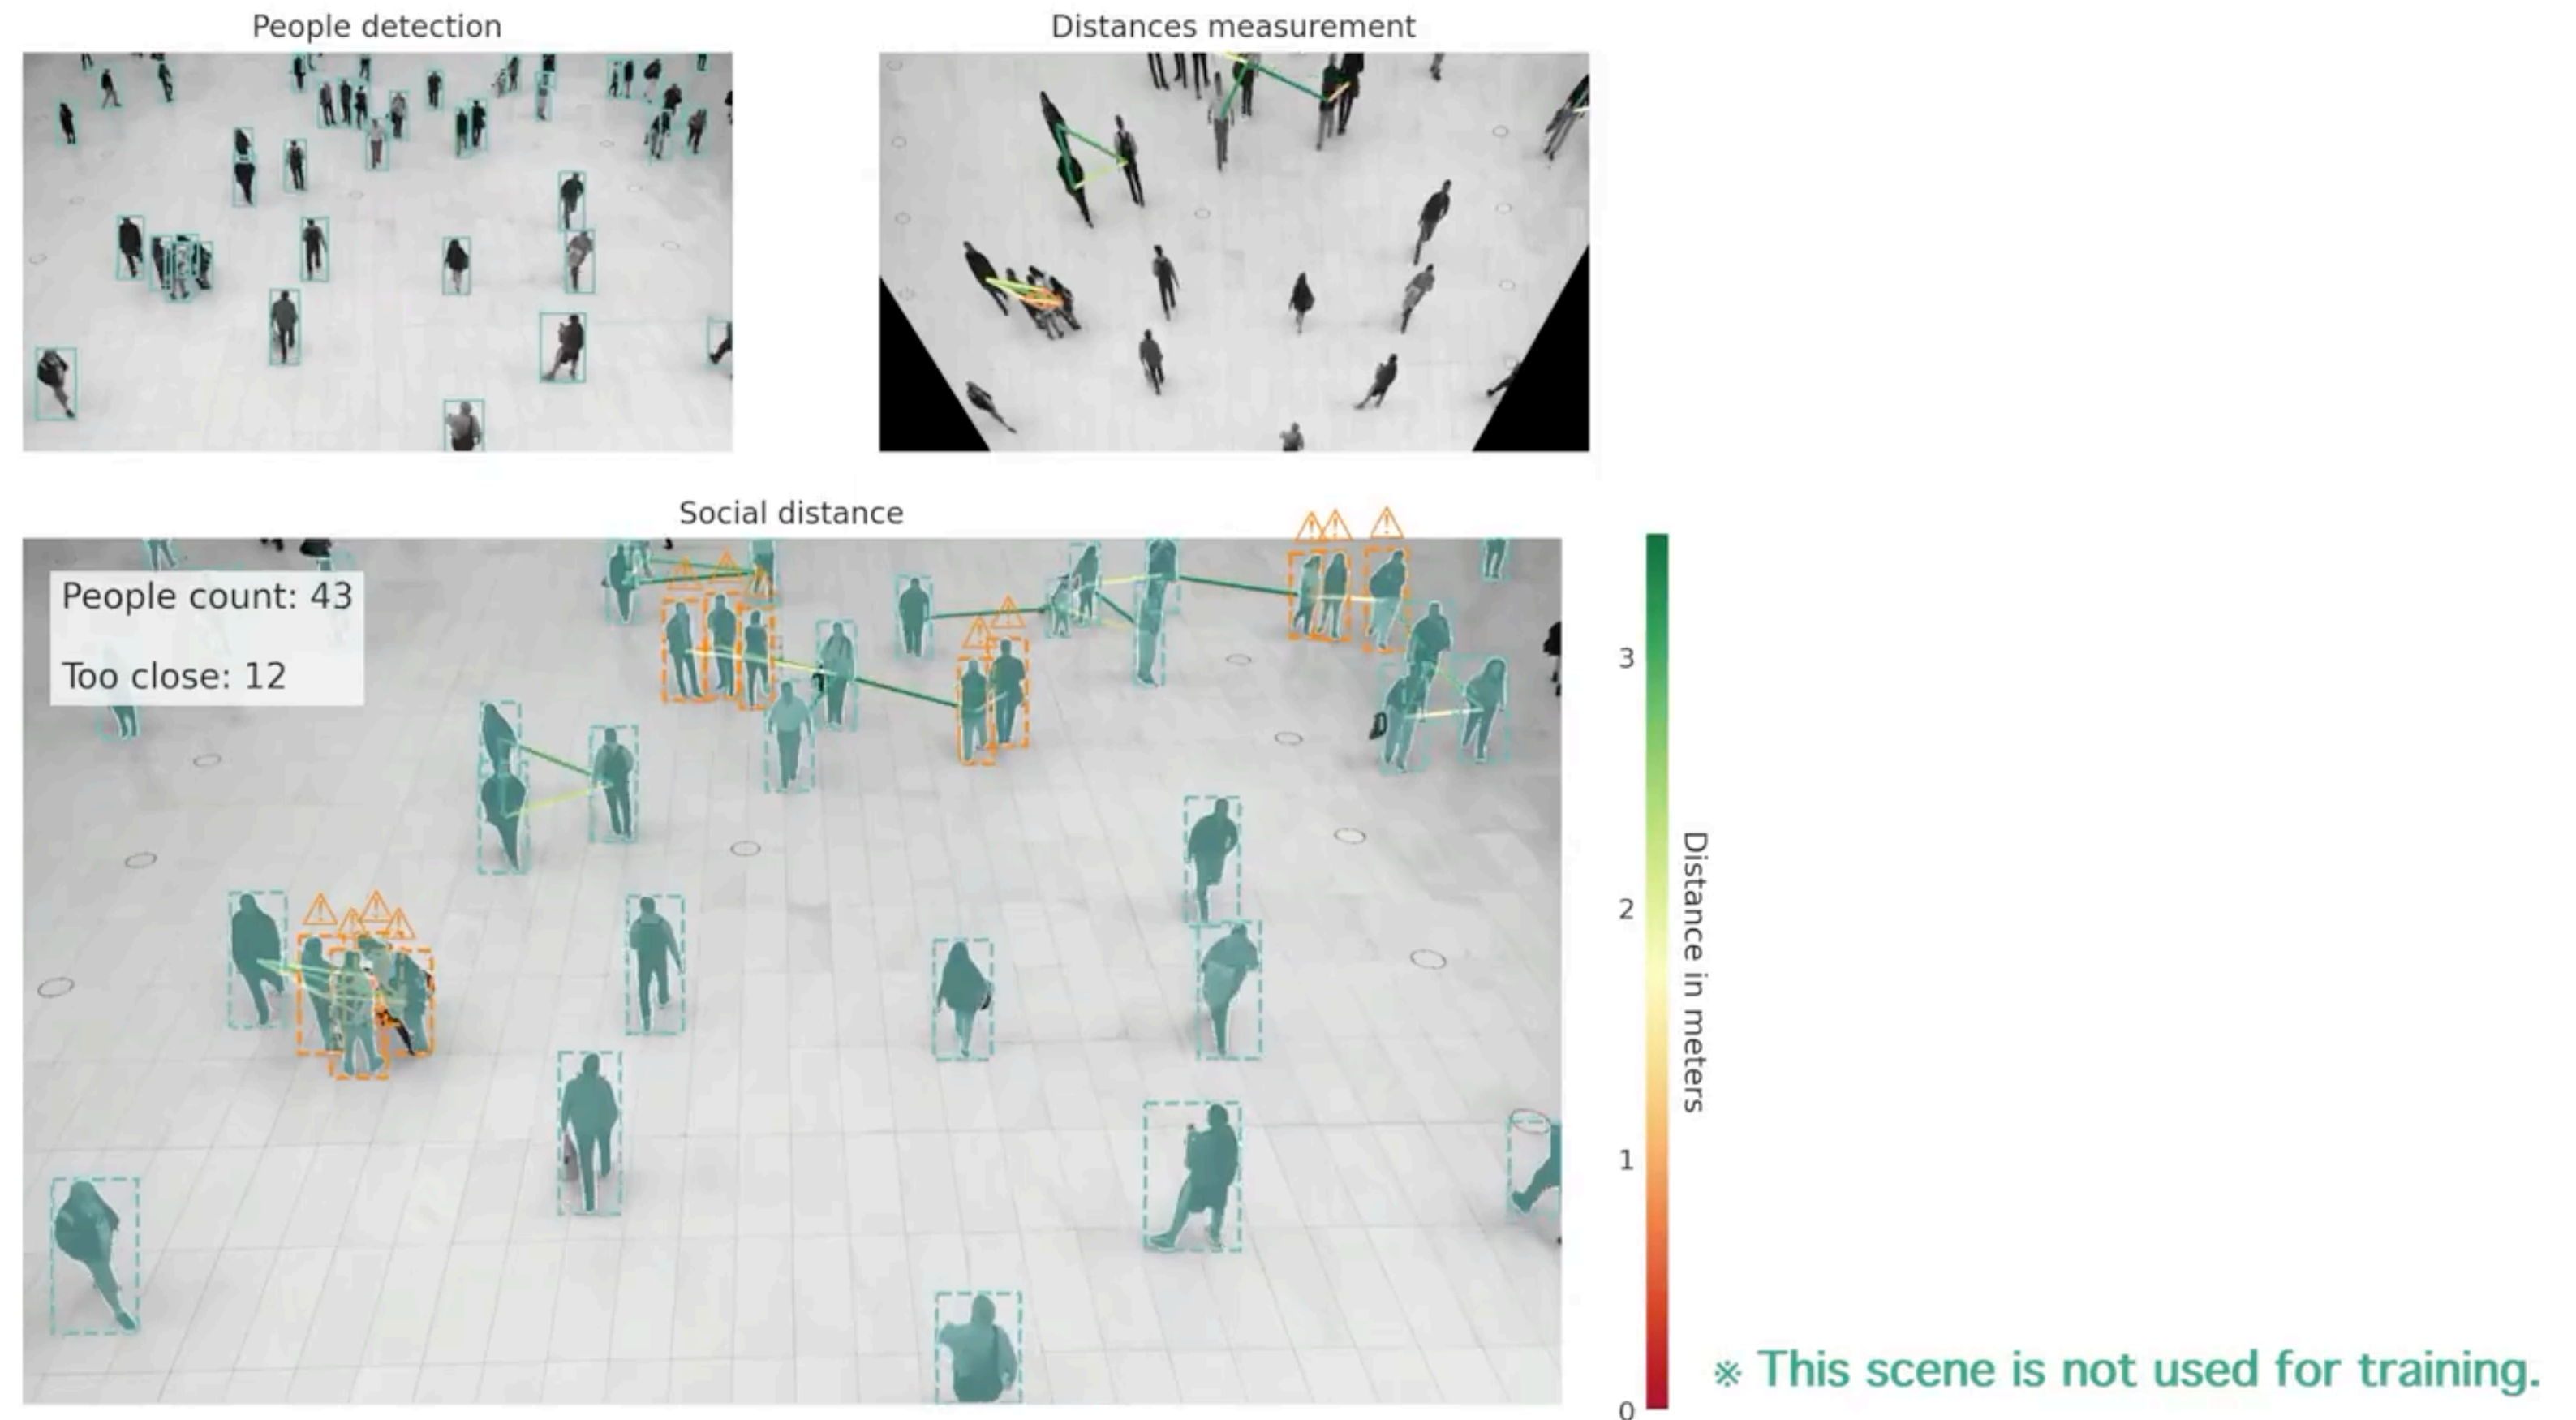 People detection
Distances measurement
Social distance
People count: 43
Too close: 12
3
2
1
0
Distance in meters
※ This scene is not used for training.